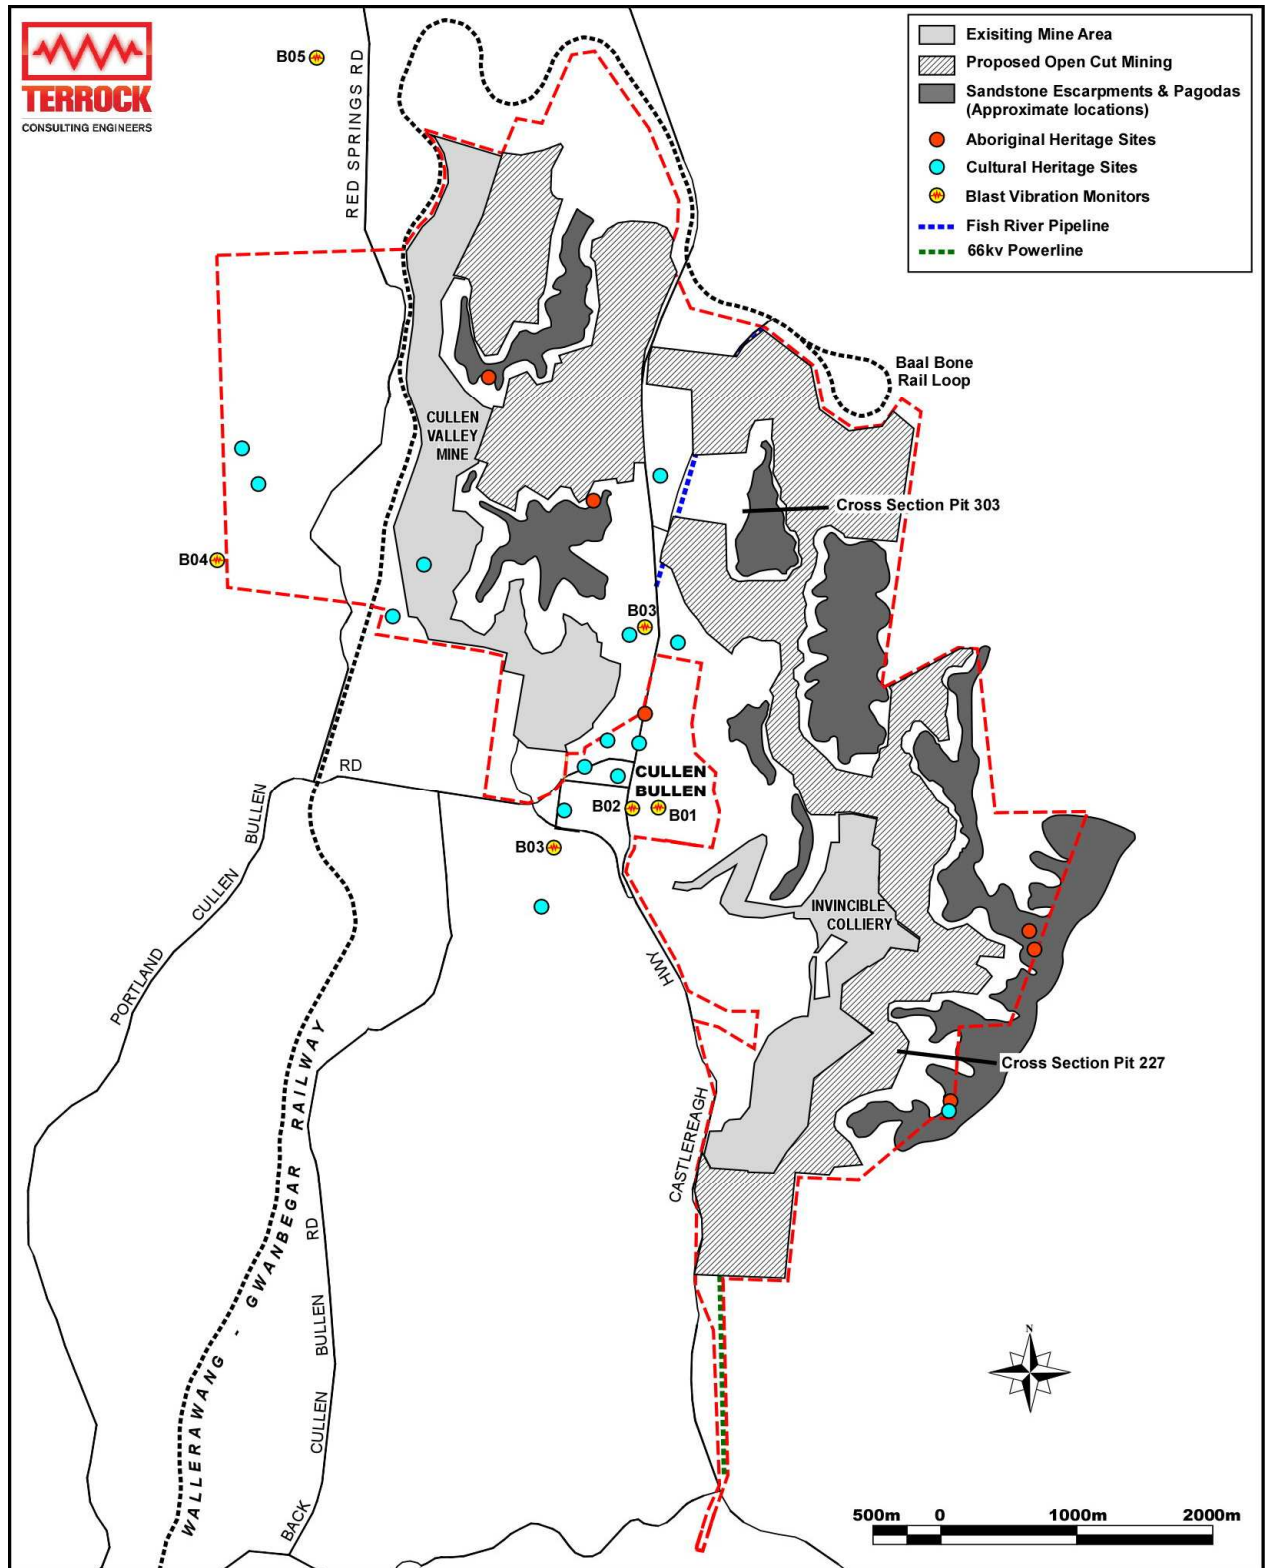 TERROCK
CONSULTING ENGINEERS
B05
RED SPRINGS RD
Exisiting Mine Area
Proposed Open Cut Mining
Sandstone Escarpments & Pagodas
(Approximate locations)
Aboriginal Heritage Sites
Cultural Heritage Sites
Blast Vibration Monitors
Fish River Pipeline
66kv Powerline
Baal Bone
Rail Loop
CULLEN
VALLEY
MINE
Cross Section Pit 303
B04
B03
RD
CULLEN
BULLEN
B02
B01
B03
PORTLAND
CULLEN
BULLEN
INVINCIBLE
COLLIERY
HWY
CASTLEREAGH
Cross Section Pit 227
WALLERAWANG - GWANBEGAR RAILWAY
BACK
CULLEN
BULLEN
RD
N
500m
0
1000m
2000m